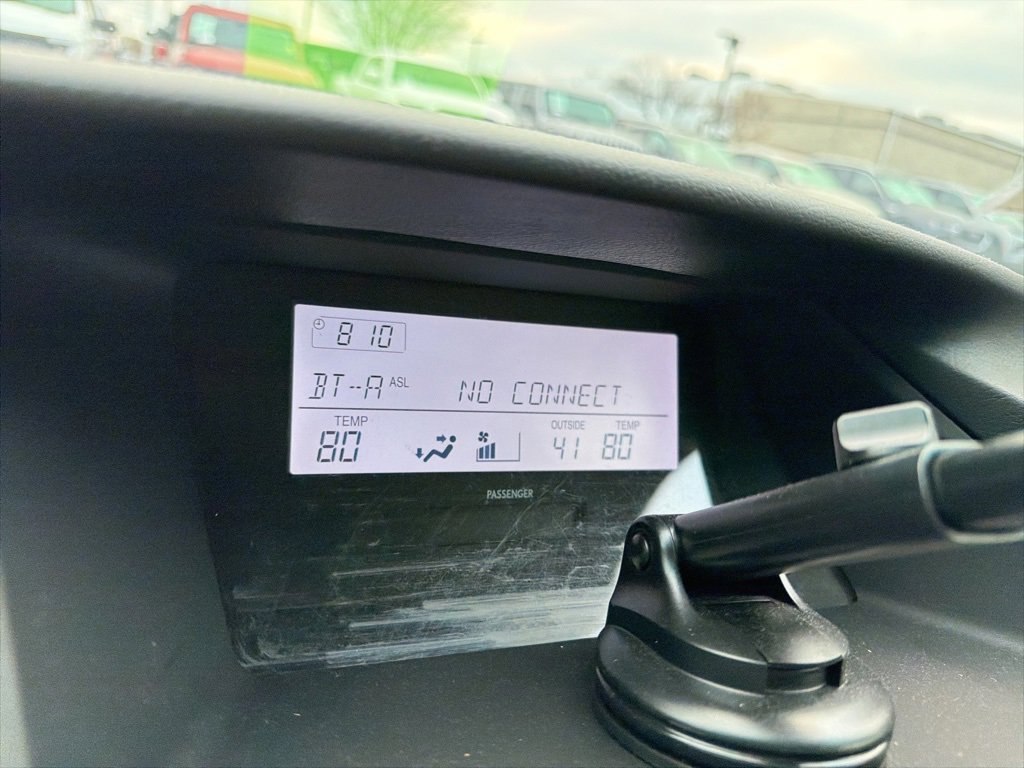 8 10
BT--A ASL NO CONNECT
TEMP OUTSIDE TEMP
80 41 80
PASSENGER